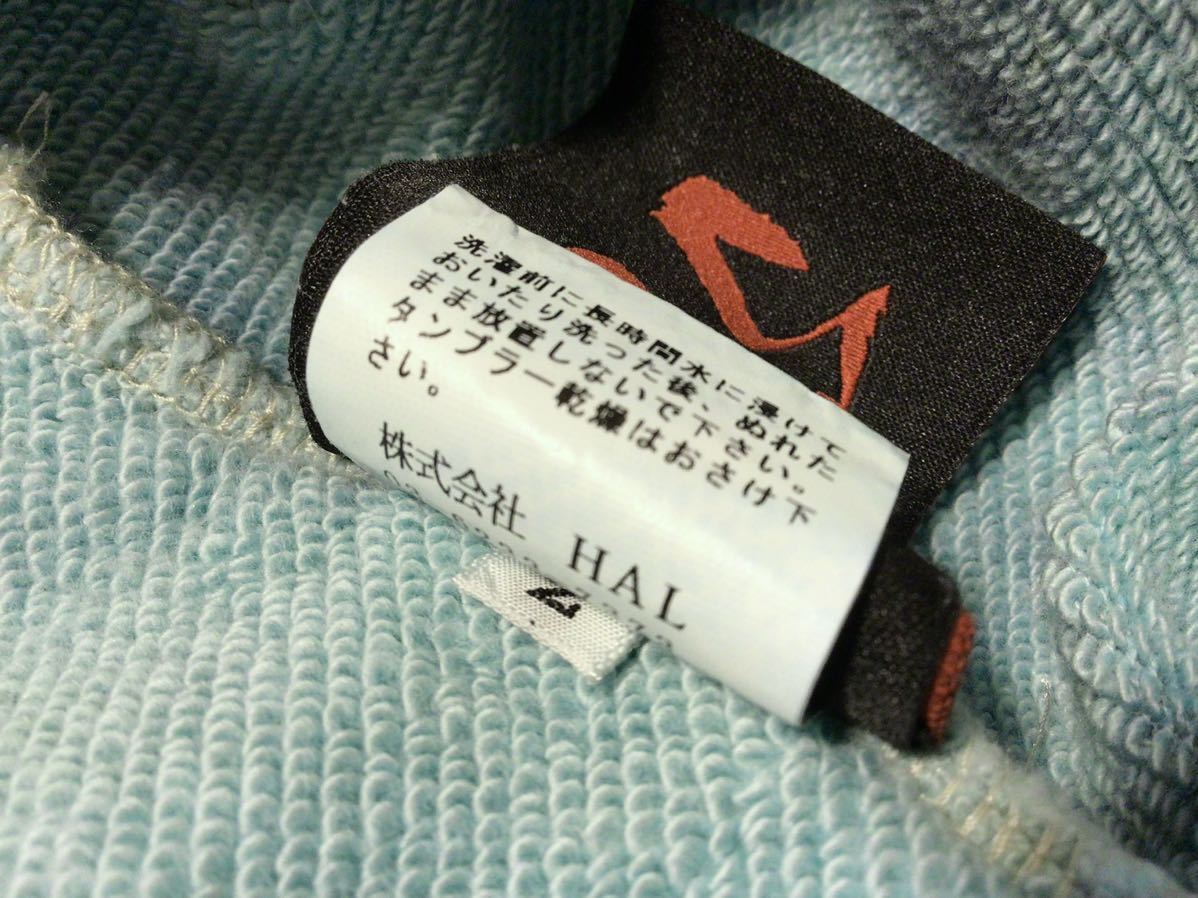 洗濯前に長時間水に浸けて
おいたり洗った後、ぬれた
まま放置しないで下さい。
タンブラー乾燥はおさけ下
さい。
株式会社 HAL